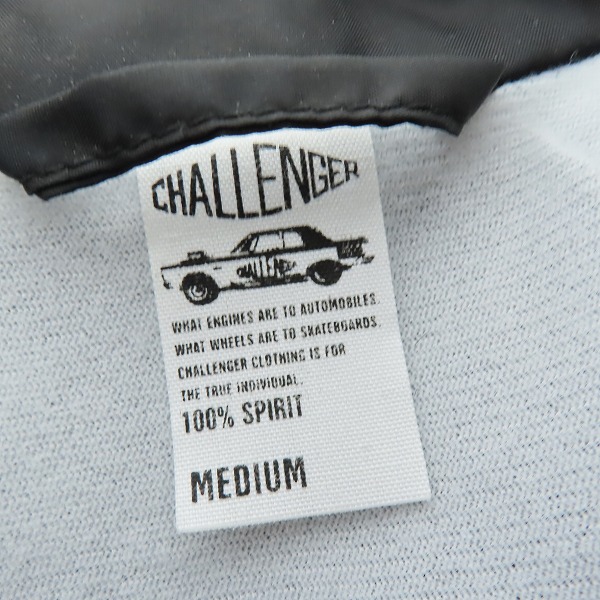 CHALLENGER
CHALLENGER
WHAT ENGINES ARE TO AUTOMOBILES.
WHAT WHEELS ARE TO SKATEBOARDS.
CHALLENGER CLOTHING IS FOR
THE TRUE INDIVIDUAL.
100% SPIRIT
MEDIUM